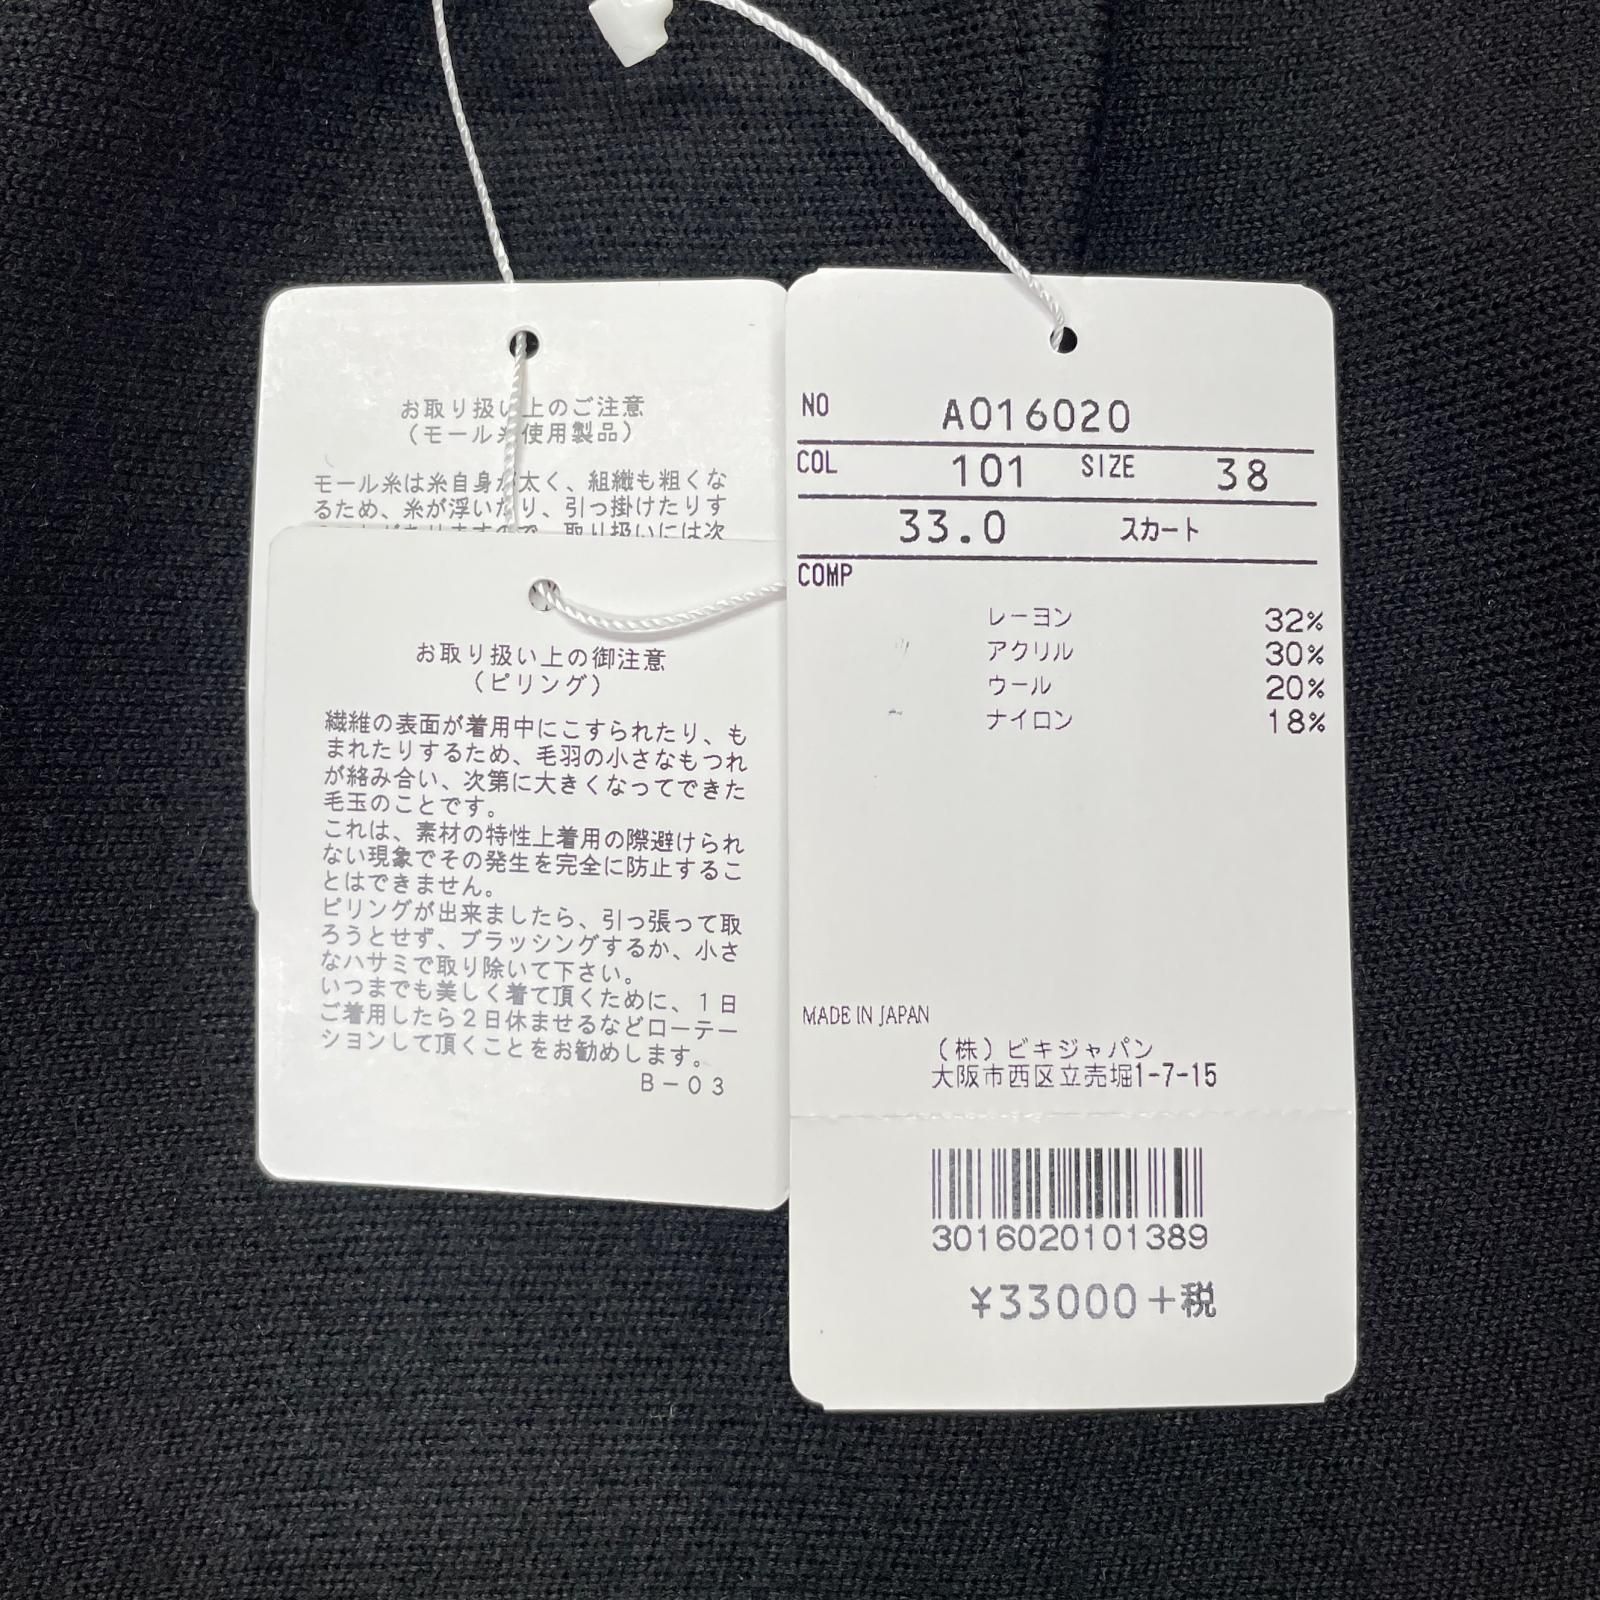 お取り扱い上のご注意
（モール糸使用製品）
モール糸は糸自身が太く、組織も粗くな
るため、糸が浮いたり、引っ掛けたりす
取り扱いには次
お取り扱い上の御注意
（ピリング）
繊維の表面が着用中にこすられたり、も
まれたりするため、毛羽の小さなもつれ
が絡み合い、次第に大きくなってできた
毛玉のことです。
これは、素材の特性上着用の際避けられ
ない現象でその発生を完全に防止するこ
とはできません。
ピリングが出来ましたら、引っ張って取
ろうとせず、ブラッシングするか、小さ
なハサミで取り除いて下さい。
いつまでも美しく着て頂くために、１日
ご着用したら２日休ませるなどローテー
ションして頂くことをお勧めします。
Ｂ－０３
NO A016020
COL 101 SIZE 38
33.0 スカート
COMP
レーヨン 32%
アクリル 30%
ウール 20%
ナイロン 18%
MADE IN JAPAN
（株）ビキジャパン
大阪市西区立売堀1-7-15
3016020101389
¥33000+税